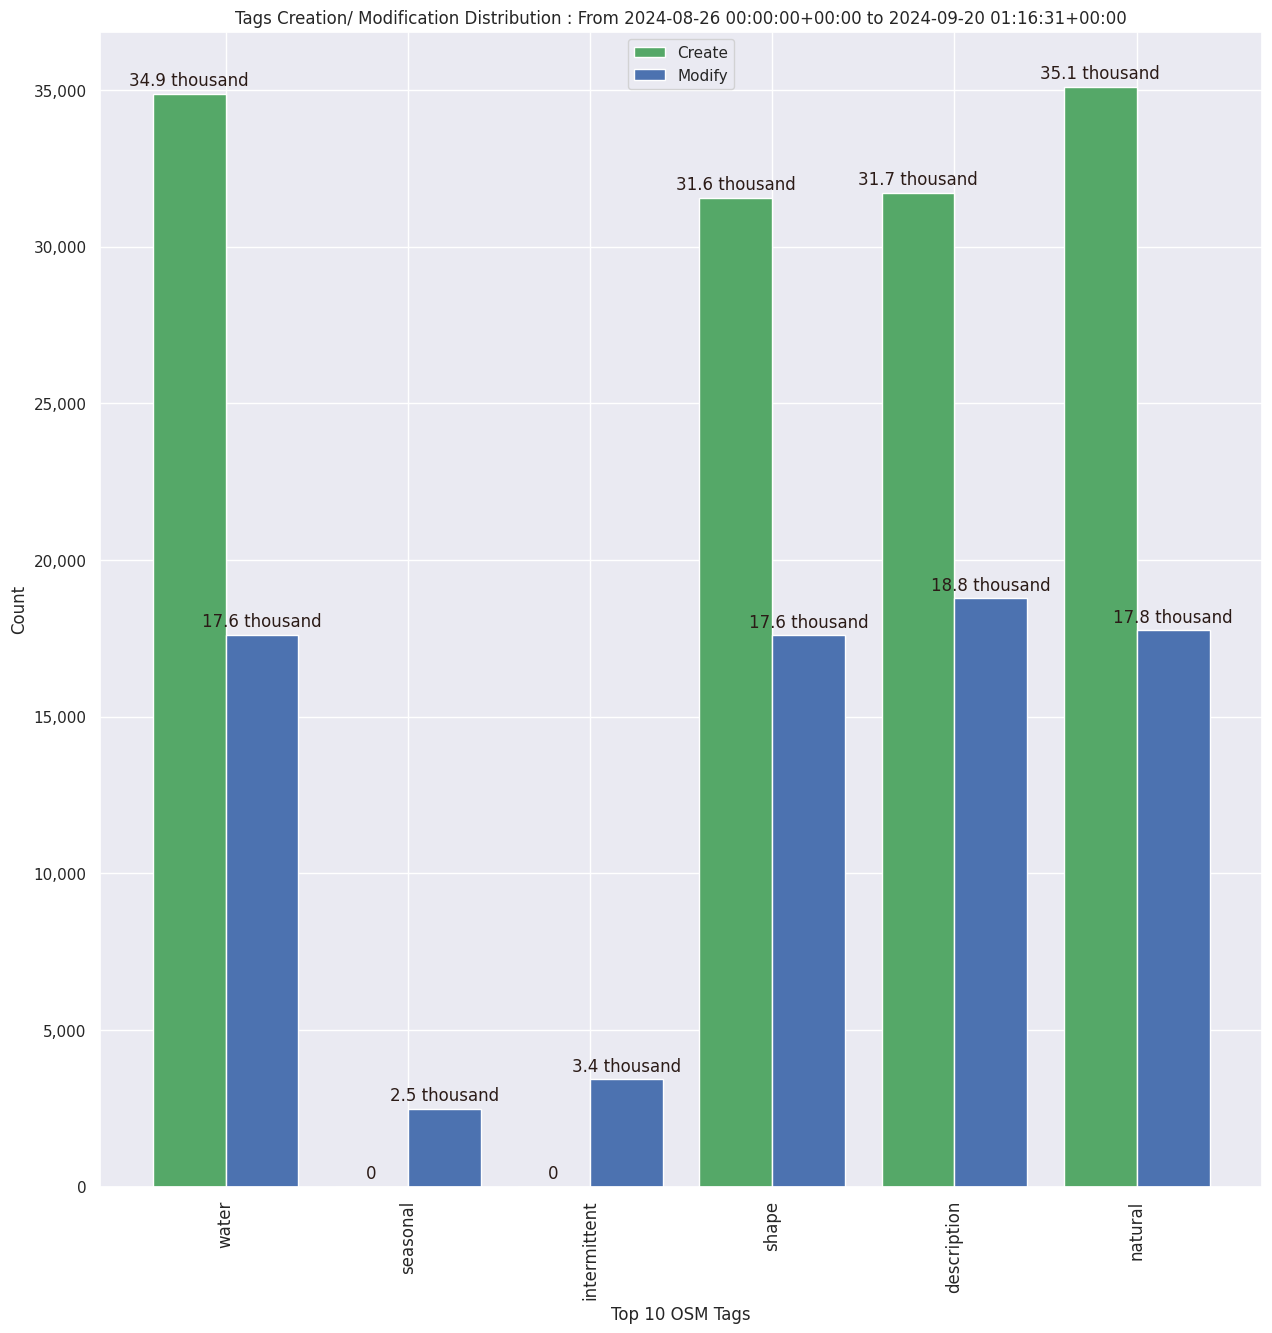 Tags Creation/ Modification Distribution : From 2024-08-26 00:00:00+00:00 to 2024-09-20 01:16:31+00:00
Create
Modify
35,000
30,000
25,000
20,000
15,000
10,000
5,000
0
Count
34.9 thousand
17.6 thousand
0
2.5 thousand
0
3.4 thousand
31.6 thousand
17.6 thousand
31.7 thousand
18.8 thousand
35.1 thousand
17.8 thousand
water
seasonal
intermittent
shape
description
natural
Top 10 OSM Tags